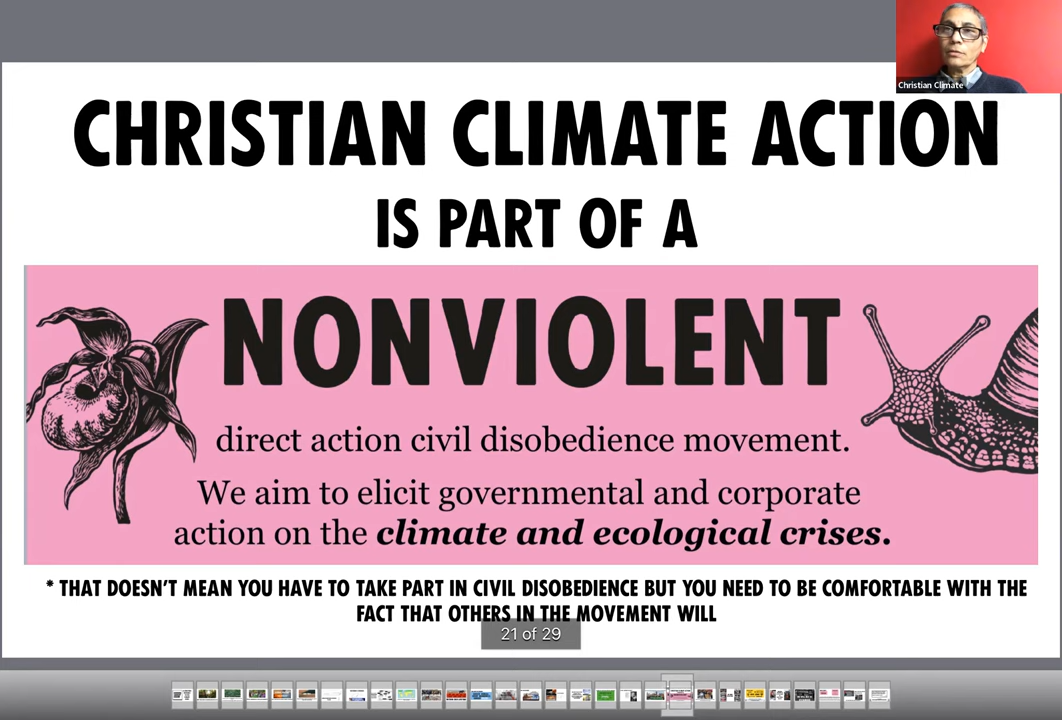 Christian Climate
CHRISTIAN CLIMATE ACTION
IS PART OF A
NONVIOLENT
direct action civil disobedience movement.
We aim to elicit governmental and corporate
action on the climate and ecological crises.
* THAT DOESN'T MEAN YOU HAVE TO TAKE PART IN CIVIL DISOBEDIENCE BUT YOU NEED TO BE COMFORTABLE WITH THE
FACT THAT OTHERS IN THE MOVEMENT WILL
21 of 29